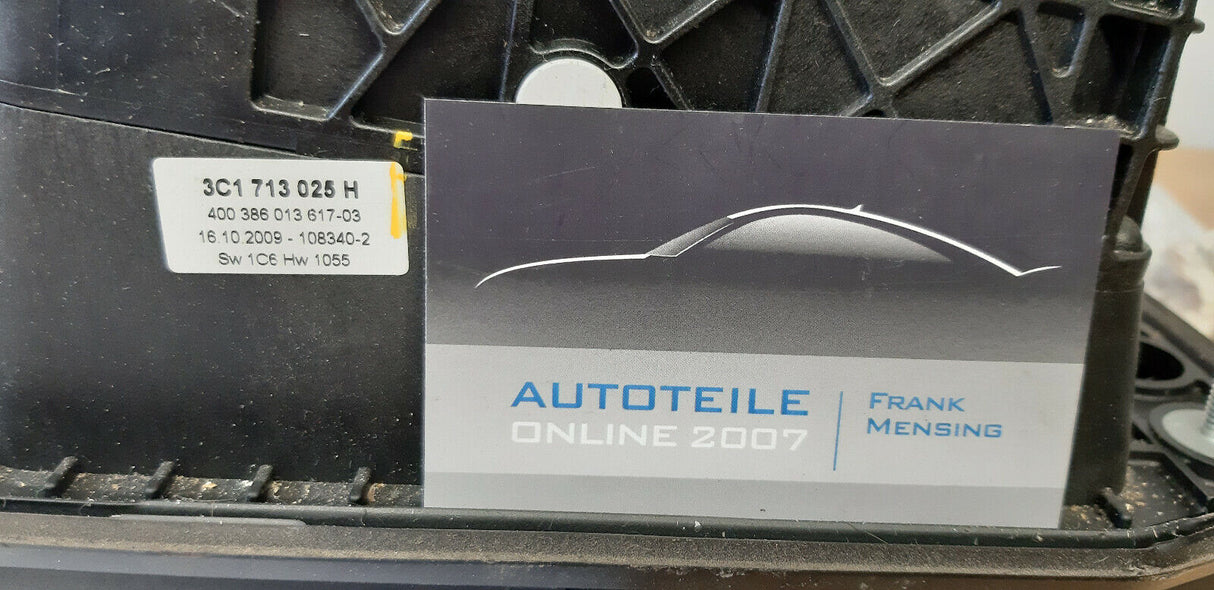 3C1 713 025 H
400 386 013 617-03
16.10.2009 - 108340-2
Sw 1C6 Hw 1055
AUTOTEILE
ONLINE 2007
FRANK
MENSING